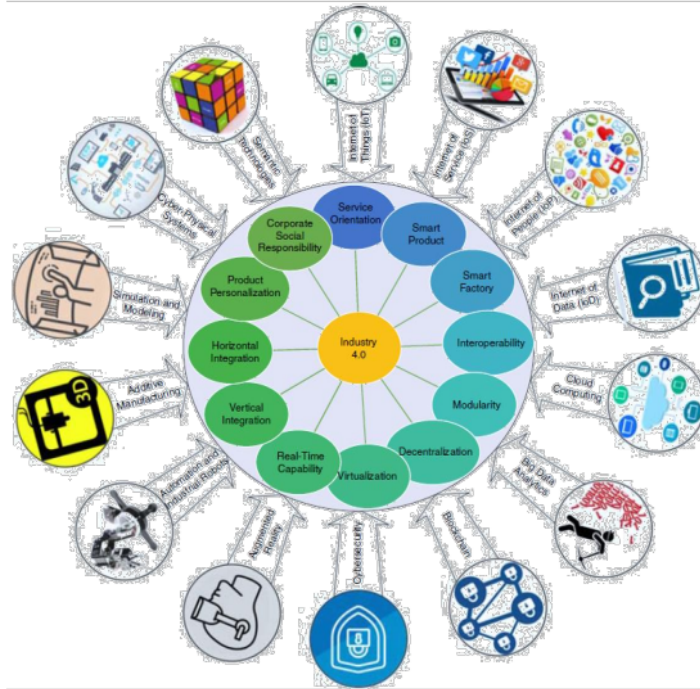 Internet of
Things (IoT)
Internet of
Service (IoS)
Internet of
People (IoP)
Internet of
Data (IoD)
Cloud
Computing
Big Data
Analytics
Blockchain
Cybersecurity
Augmented
Reality
Automation and
Industrial Robots
Additive
Manufacturing
3D
Simulation and
Modeling
Cyber Physical
Systems
Semantic
Technologies
Service
Orientation
Smart
Product
Smart
Factory
Interoperability
Modularity
Decentralization
Virtualization
Real-Time
Capability
Vertical
Integration
Horizontal
Integration
Product
Personalization
Corporate
Social
Responsibility
Industry
4.0